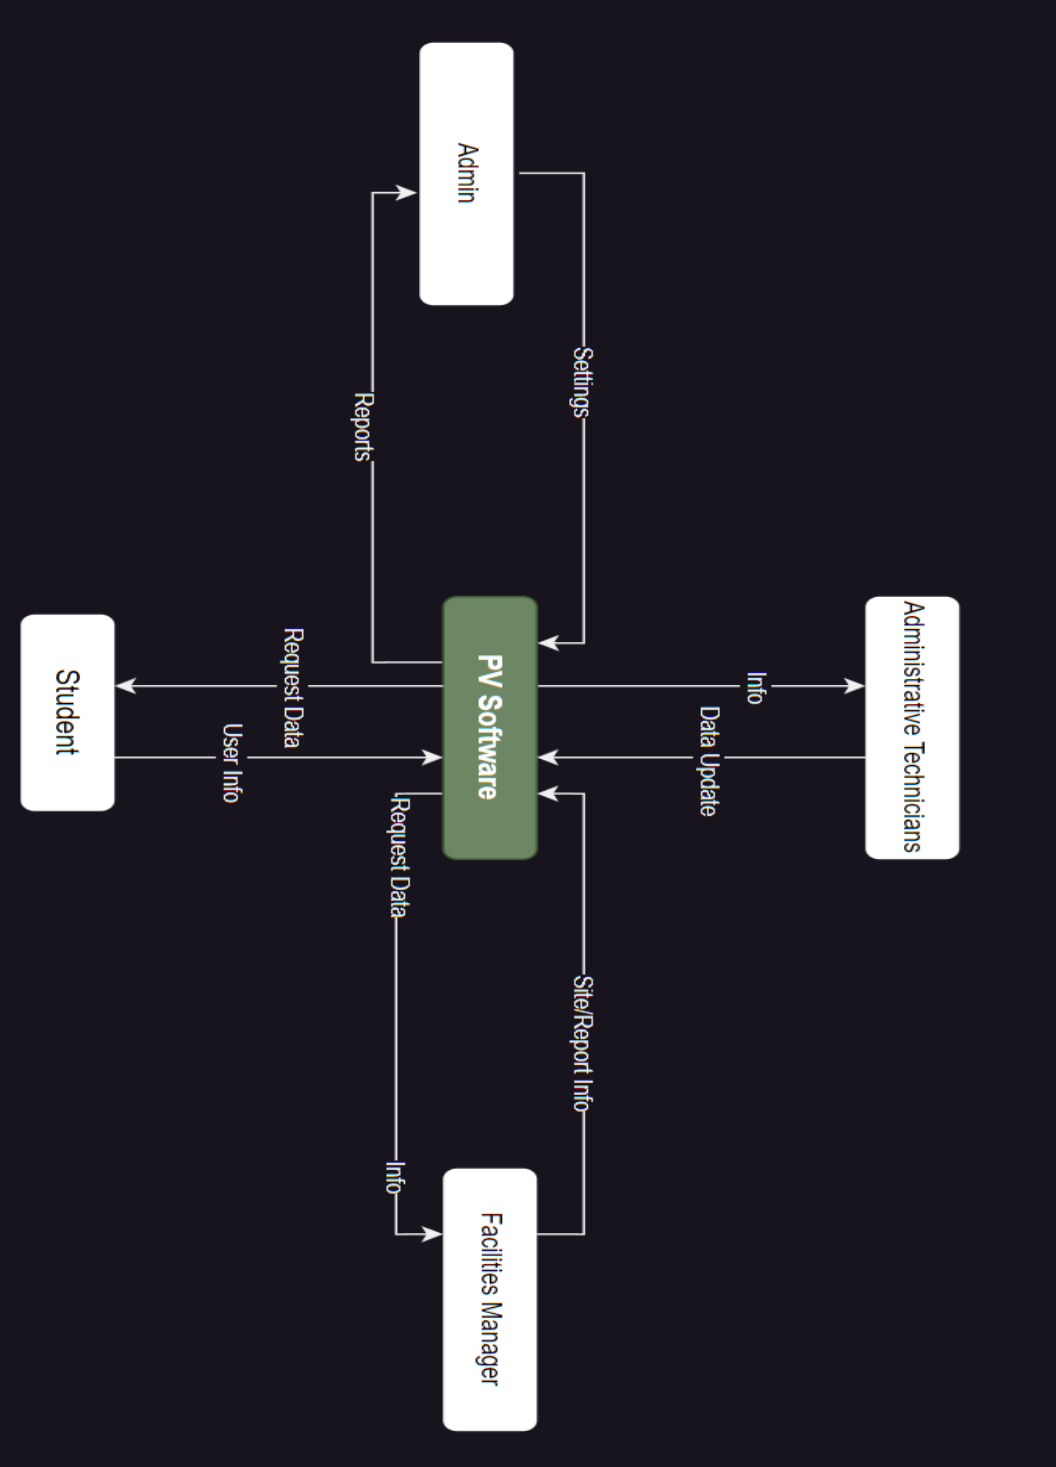 Administrative Technicians
Info
Data Update
Settings
Site/Report Info
Admin
PV Software
Facilities Manager
Reports
Request Data
Info
Request Data
User Info
Student